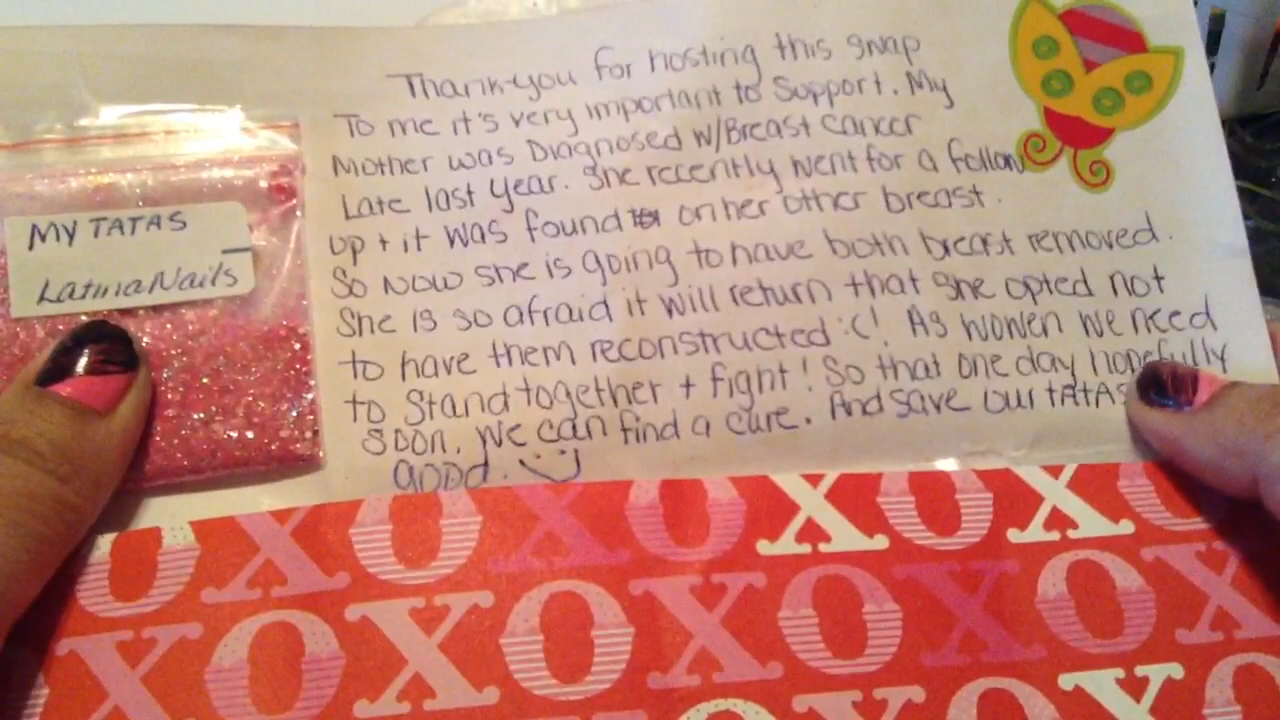 Thank-you for hosting this swap
To me it's very important to Support. My
Mother was Diagnosed w/Breast cancer
Late last year. She recently went for a follow
up + it was found on her other breast.
So Now she is going to have both breast removed.
She is so afraid it will return that she opted not
to have them reconstructed :(! As women we need
to Stand together + fight! So that one day hopefully
soon. We can find a cure. And save our tATAs
good.
MY TATAS -
LatinaNails
XOXOXOXO
XOXOXOXOX
XOXOXOXO